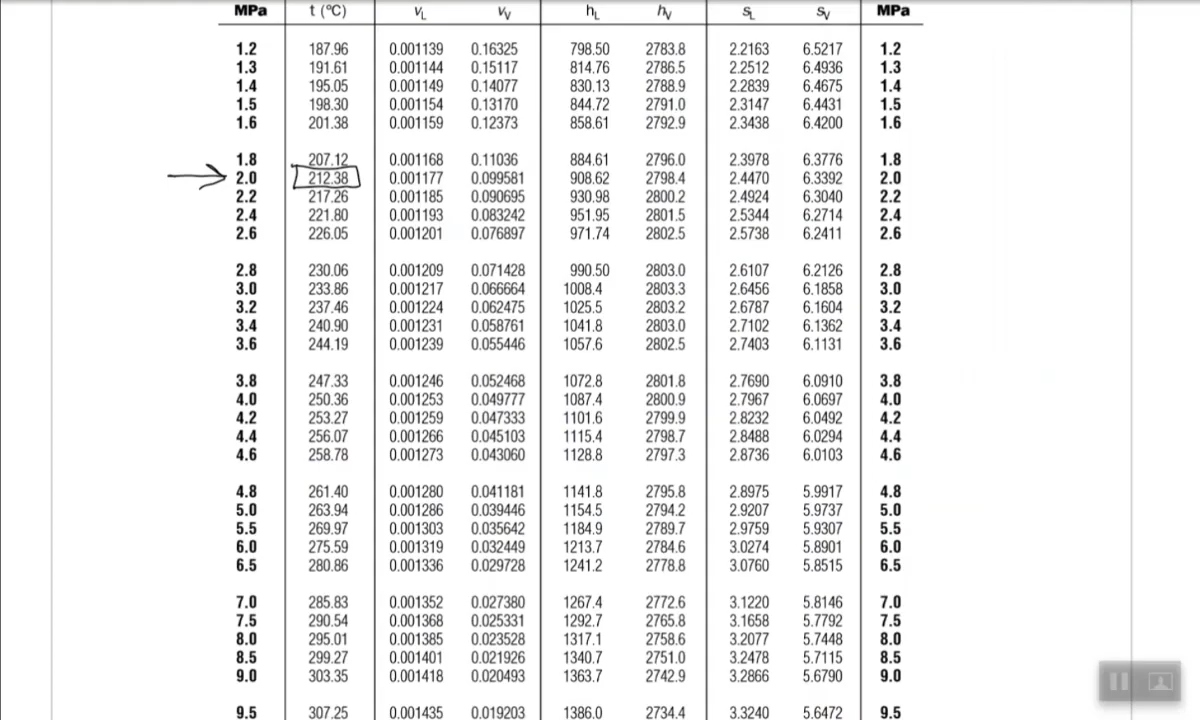 MPa t (°C) vL vV hL hV sL sV MPa
1.2 187.96 0.001139 0.16325 798.50 2783.8 2.2163 6.5217 1.2
1.3 191.61 0.001144 0.15117 814.76 2786.5 2.2512 6.4936 1.3
1.4 195.05 0.001149 0.14077 830.13 2788.9 2.2839 6.4675 1.4
1.5 198.30 0.001154 0.13170 844.72 2791.0 2.3147 6.4431 1.5
1.6 201.38 0.001159 0.12373 858.61 2792.9 2.3438 6.4200 1.6
1.8 207.12 0.001168 0.11036 884.61 2796.0 2.3978 6.3776 1.8
2.0 212.38 0.001177 0.099581 908.62 2798.4 2.4470 6.3392 2.0
2.2 217.26 0.001185 0.090695 930.98 2800.2 2.4924 6.3040 2.2
2.4 221.80 0.001193 0.083242 951.95 2801.5 2.5344 6.2714 2.4
2.6 226.05 0.001201 0.076897 971.74 2802.5 2.5738 6.2411 2.6
2.8 230.06 0.001209 0.071428 990.50 2803.0 2.6107 6.2126 2.8
3.0 233.86 0.001217 0.066664 1008.4 2803.3 2.6456 6.1858 3.0
3.2 237.46 0.001224 0.062475 1025.5 2803.2 2.6787 6.1604 3.2
3.4 240.90 0.001231 0.058761 1041.8 2803.0 2.7102 6.1362 3.4
3.6 244.19 0.001239 0.055446 1057.6 2802.5 2.7403 6.1131 3.6
3.8 247.33 0.001246 0.052468 1072.8 2801.8 2.7690 6.0910 3.8
4.0 250.36 0.001253 0.049777 1087.4 2800.9 2.7967 6.0697 4.0
4.2 253.27 0.001259 0.047333 1101.6 2799.9 2.8232 6.0492 4.2
4.4 256.07 0.001266 0.045103 1115.4 2798.7 2.8488 6.0294 4.4
4.6 258.78 0.001273 0.043060 1128.8 2797.3 2.8736 6.0103 4.6
4.8 261.40 0.001280 0.041181 1141.8 2795.8 2.8975 5.9917 4.8
5.0 263.94 0.001286 0.039446 1154.5 2794.2 2.9207 5.9737 5.0
5.5 269.97 0.001303 0.035642 1184.9 2789.7 2.9759 5.9307 5.5
6.0 275.59 0.001319 0.032449 1213.7 2784.6 3.0274 5.8901 6.0
6.5 280.86 0.001336 0.029728 1241.2 2778.8 3.0760 5.8515 6.5
7.0 285.83 0.001352 0.027380 1267.4 2772.6 3.1220 5.8146 7.0
7.5 290.54 0.001368 0.025331 1292.7 2765.8 3.1658 5.7792 7.5
8.0 295.01 0.001385 0.023528 1317.1 2758.6 3.2077 5.7448 8.0
8.5 299.27 0.001401 0.021926 1340.7 2751.0 3.2478 5.7115 8.5
9.0 303.35 0.001418 0.020493 1363.7 2742.9 3.2866 5.6790 9.0
9.5 307.25 0.001435 0.019203 1386.0 2734.4 3.3240 5.6472 9.5